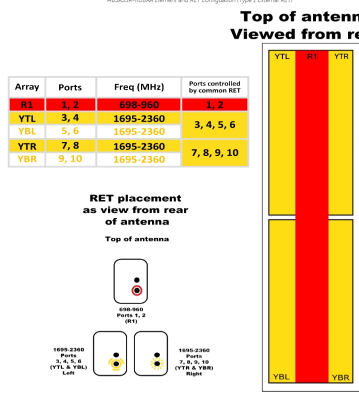 Top of antenn
Viewed from re
YTL R1 YTR
Array Ports Freq (MHz) Ports controlled
by common RET
R1 1, 2 698-960 1, 2
YTL 3, 4 1695-2360
3, 4, 5, 6
YBL 5, 6 1695-2360
YTR 7, 8 1695-2360
7, 8, 9, 10
YBR 9, 10 1695-2360
RET placement
as view from rear
of antenna
Top of antenna
698-960
Ports 1, 2
(R1)
1695-2360
Ports
3, 4, 5, 6
(YTL & YBL)
Left
1695-2360
Ports
7, 8, 9, 10
(YTR & YBR)
Right
YBL YBR